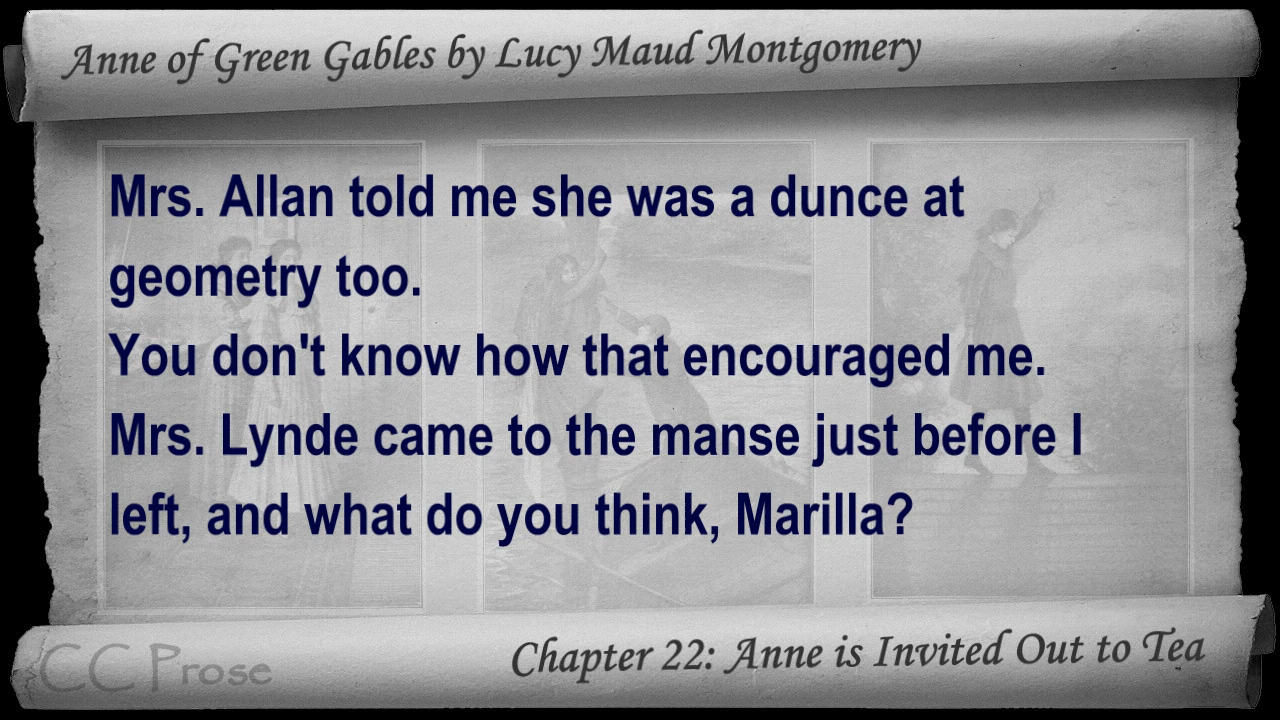 Anne of Green Gables by Lucy Maud Montgomery
Mrs. Allan told me she was a dunce at
geometry too.
You don't know how that encouraged me.
Mrs. Lynde came to the manse just before I
left, and what do you think, Marilla?
CC Prose
Chapter 22: Anne is Invited Out to Tea